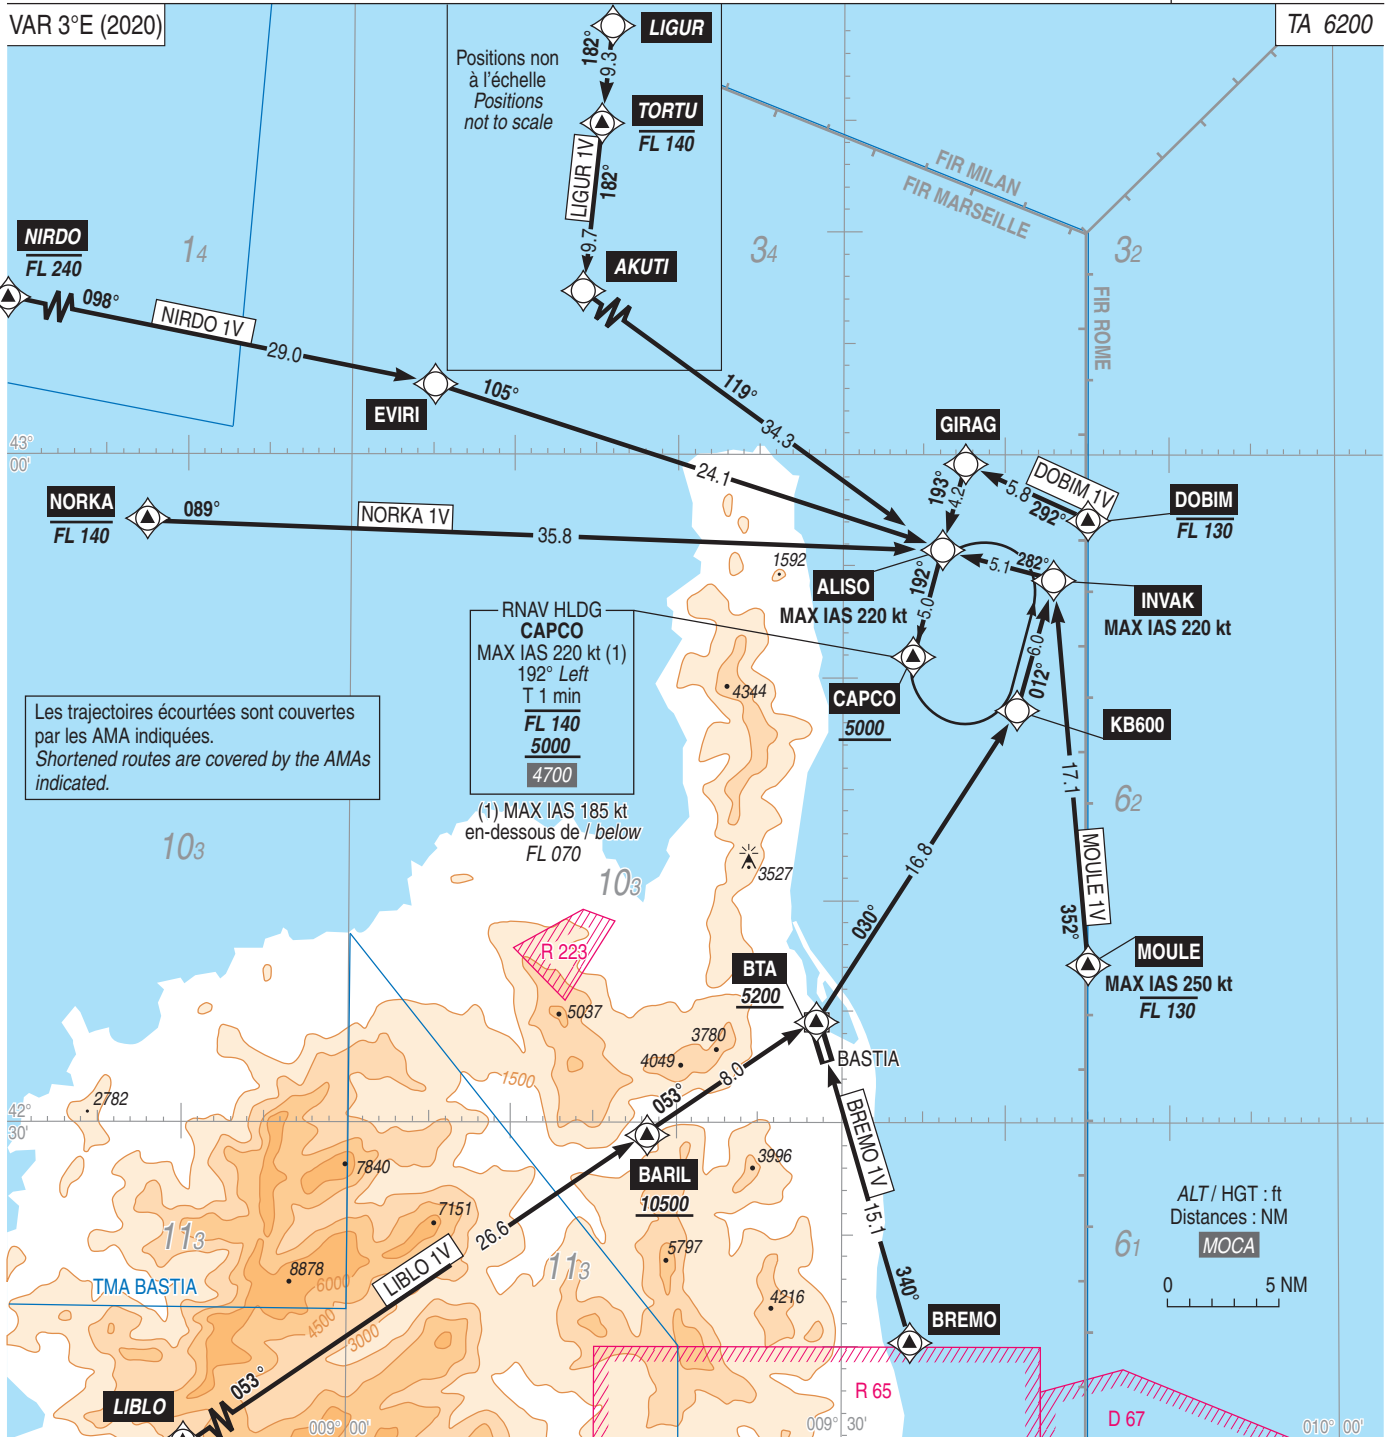 VAR 3°E (2020)
TA 6200
LIGUR
182°
9.3
Positions non
à l'échelle
Positions
not to scale
TORTU
FL 140
LIGUR 1V
182°
9.7
AKUTI
FIR MILAN
FIR MARSEILLE
FIR ROME
14
34
32
NIRDO
FL 240
098°
NIRDO 1V
29.0
EVIRI
105°
24.1
119°
34.3
43°
00'
NORKA
FL 140
089°
NORKA 1V
35.8
GIRAG
193°
4.2
DOBIM 1V
5.8
292°
DOBIM
FL 130
1592
ALISO
MAX IAS 220 kt
192°
5.0
282°
5.1
INVAK
MAX IAS 220 kt
RNAV HLDG
CAPCO
MAX IAS 220 kt (1)
192° Left
T 1 min
FL 140
5000
4700
(1) MAX IAS 185 kt
en-dessous de / below
FL 070
4344
CAPCO
5000
012°
6.0
KB600
Les trajectoires écourtées sont couvertes
par les AMA indiquées.
Shortened routes are covered by the AMAs
indicated.
17.1
62
103
103
3527
16.8
030°
MOULE 1V
352°
MOULE
MAX IAS 250 kt
FL 130
R 223
BTA
5200
5037
3780
4049
8.0
BASTIA
1500
053°
2782
42°
30'
BREMO 1V
7840
BARIL
10500
3996
7151
26.6
15.1
ALT / HGT : ft
Distances : NM
MOCA
113
113
61
5797
8878
6000
LIBLO 1V
TMA BASTIA
0 5 NM
4216
4500
3000
340°
BREMO
053°
LIBLO
R 65
D 67
009° 00'
009° 30'
010° 00'